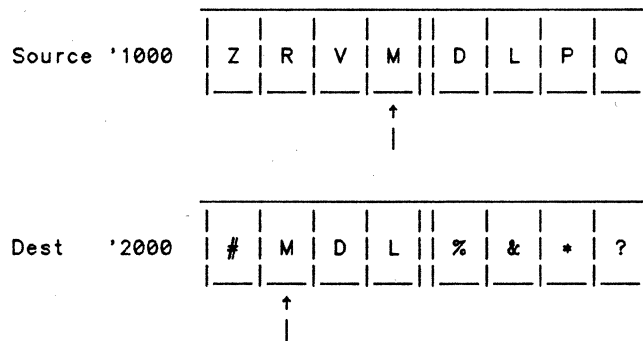 Source '1000 | Z | R | V | M || D | L | P | Q
↑
Dest '2000 | # | M | D | L || % | & | * | ?
↑